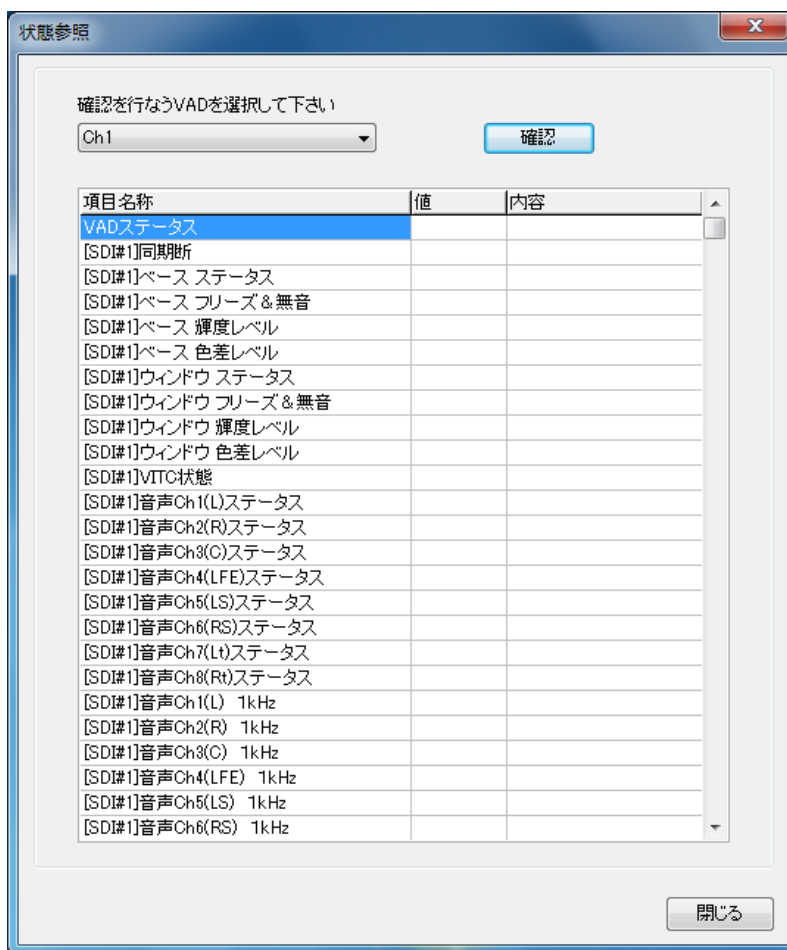 状態参照
確認を行なうVADを選択して下さい
Ch1 確認
項目名称 値 内容
VADステータス
[SDI#1]同期断
[SDI#1]ベース ステータス
[SDI#1]ベース フリーズ＆無音
[SDI#1]ベース 輝度レベル
[SDI#1]ベース 色差レベル
[SDI#1]ウィンドウ ステータス
[SDI#1]ウィンドウ フリーズ＆無音
[SDI#1]ウィンドウ 輝度レベル
[SDI#1]ウィンドウ 色差レベル
[SDI#1]VITC状態
[SDI#1]音声Ch1(L)ステータス
[SDI#1]音声Ch2(R)ステータス
[SDI#1]音声Ch3(C)ステータス
[SDI#1]音声Ch4(LFE)ステータス
[SDI#1]音声Ch5(LS)ステータス
[SDI#1]音声Ch6(RS)ステータス
[SDI#1]音声Ch7(Lt)ステータス
[SDI#1]音声Ch8(Rt)ステータス
[SDI#1]音声Ch1(L) 1kHz
[SDI#1]音声Ch2(R) 1kHz
[SDI#1]音声Ch3(C) 1kHz
[SDI#1]音声Ch4(LFE) 1kHz
[SDI#1]音声Ch5(LS) 1kHz
[SDI#1]音声Ch6(RS) 1kHz
閉じる